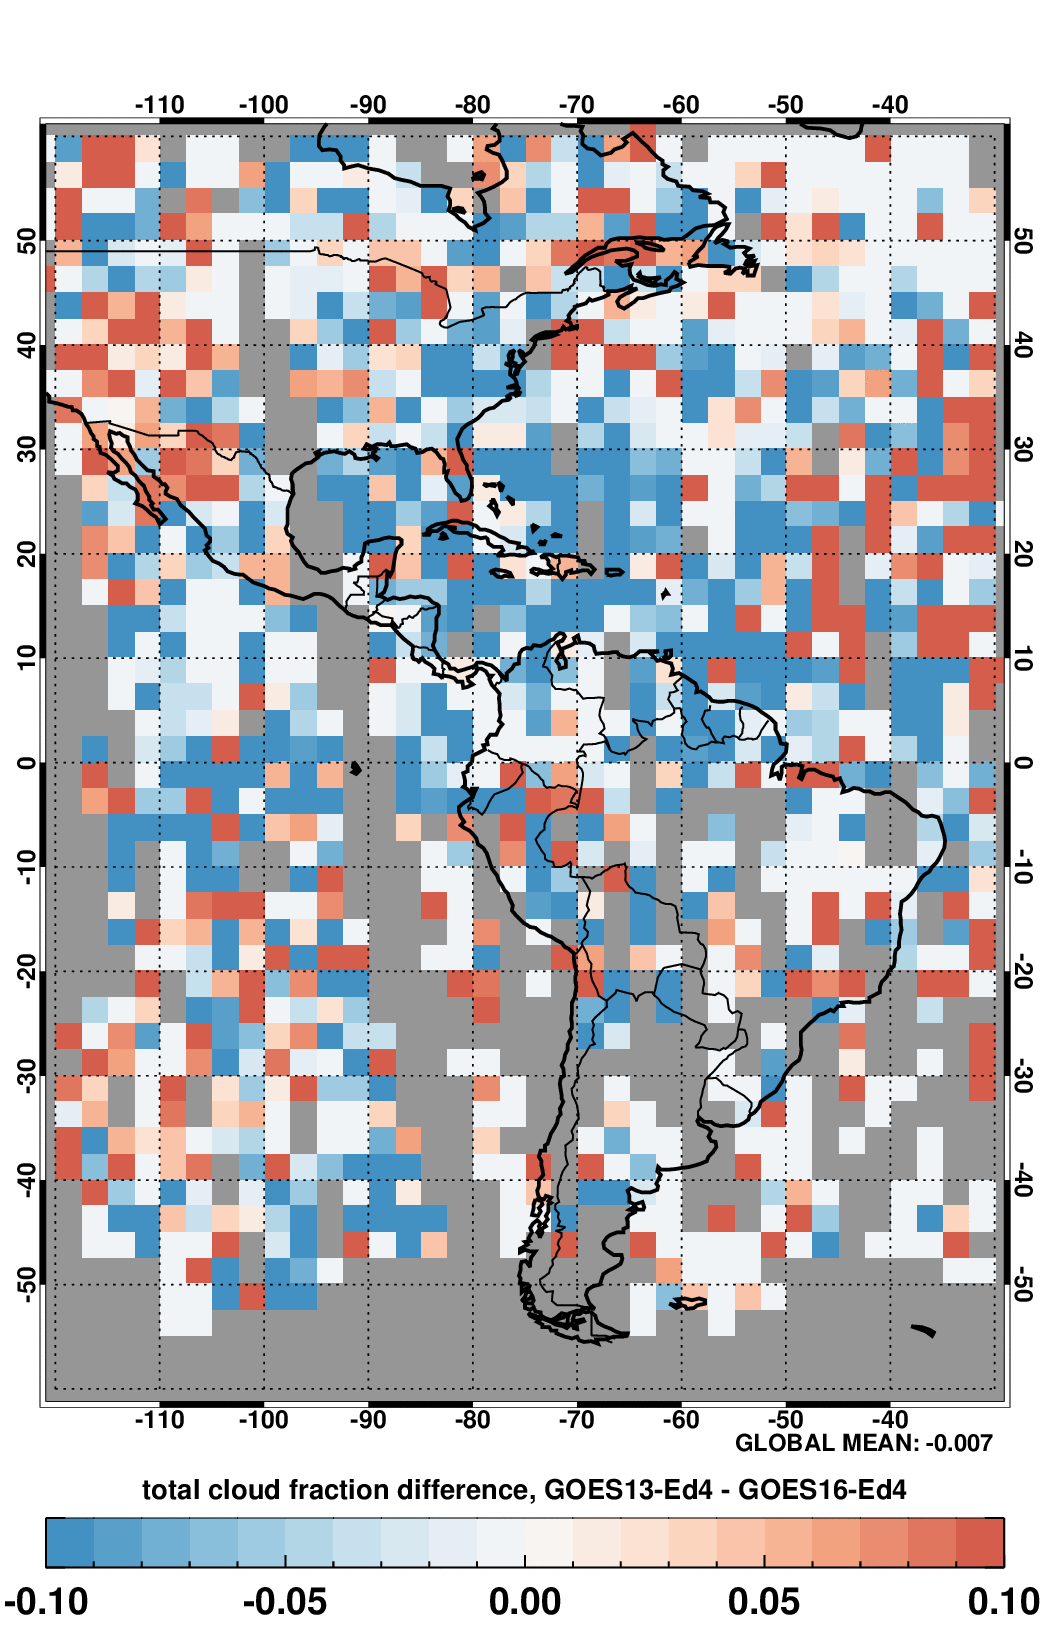 -110 -100 -90 -80 -70 -60 -50 -40
50 50
40 40
30 30
20 20
10 10
0 0
-10 -10
-20 -20
-30 -30
-40 -40
-50 -50
-110 -100 -90 -80 -70 -60 -50 -40
GLOBAL MEAN: -0.007
total cloud fraction difference, GOES13-Ed4 - GOES16-Ed4
-0.10 -0.05 0.00 0.05 0.10